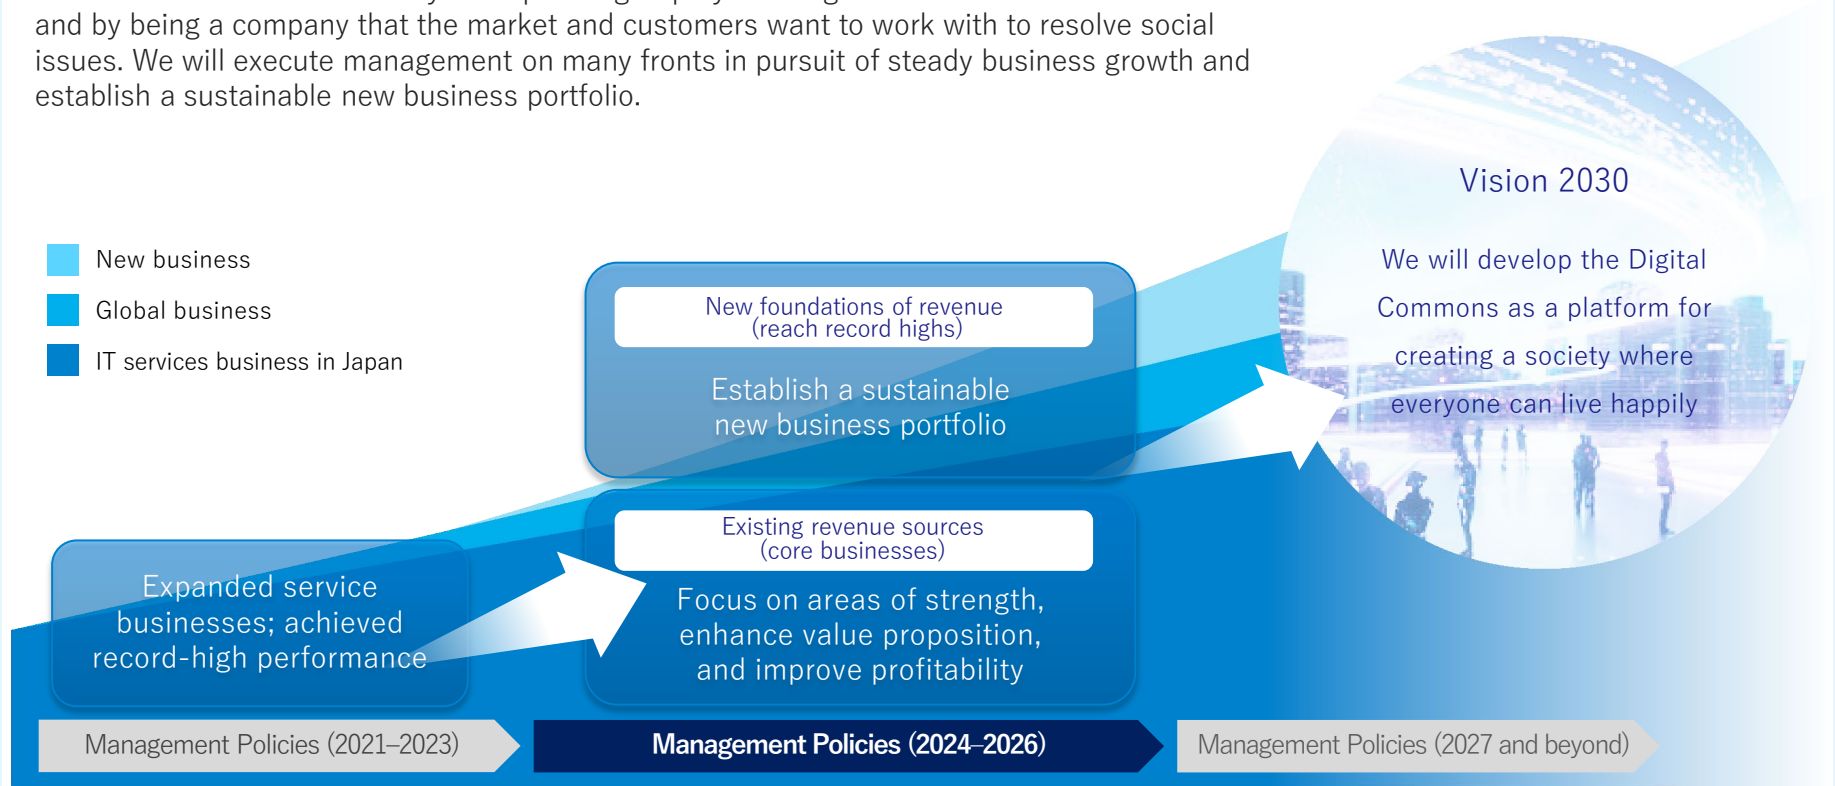 and by being a company that the market and customers want to work with to resolve social
issues. We will execute management on many fronts in pursuit of steady business growth and
establish a sustainable new business portfolio.
Vision 2030
We will develop the Digital
Commons as a platform for
creating a society where
everyone can live happily
New business
Global business
IT services business in Japan
New foundations of revenue
(reach record highs)
Establish a sustainable
new business portfolio
Existing revenue sources
(core businesses)
Focus on areas of strength,
enhance value proposition,
and improve profitability
Expanded service
businesses; achieved
record-high performance
Management Policies (2021–2023)
Management Policies (2024–2026)
Management Policies (2027 and beyond)